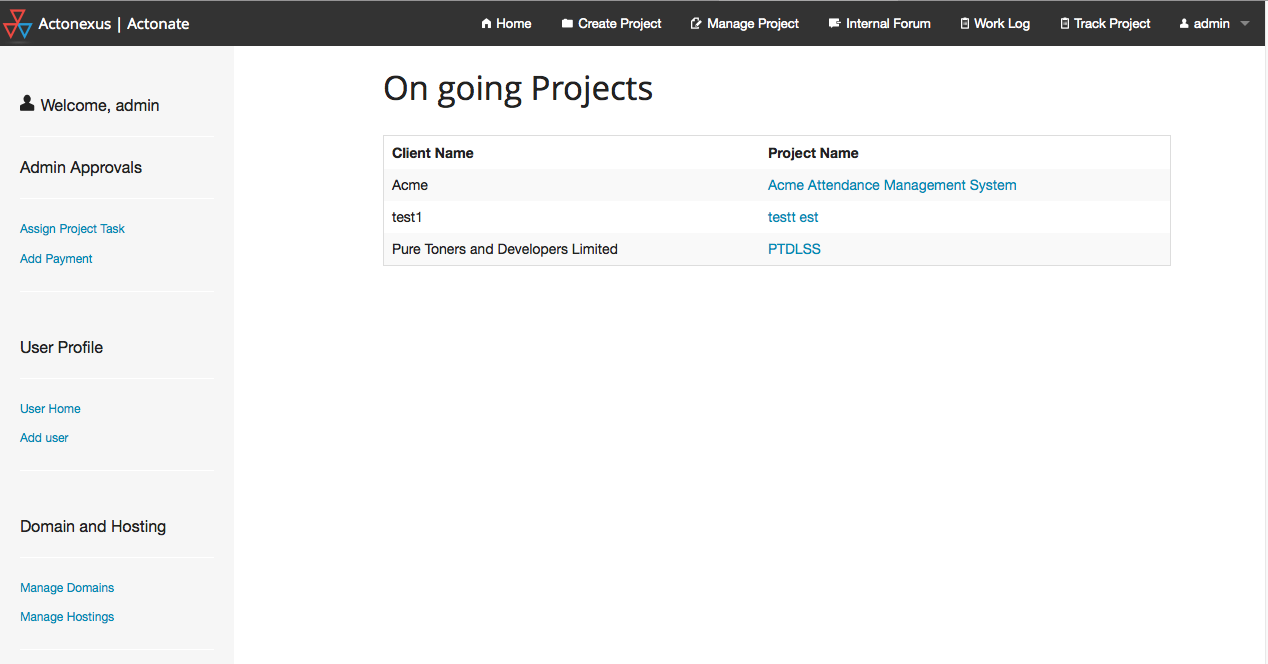 Actonexus | Actonate
Home Create Project Manage Project Internal Forum Work Log Track Project admin
Welcome, admin
Admin Approvals
Assign Project Task
Add Payment
User Profile
User Home
Add user
Domain and Hosting
Manage Domains
Manage Hostings
On going Projects
Client Name Project Name
Acme Acme Attendance Management System
test1 testt est
Pure Toners and Developers Limited PTDLSS